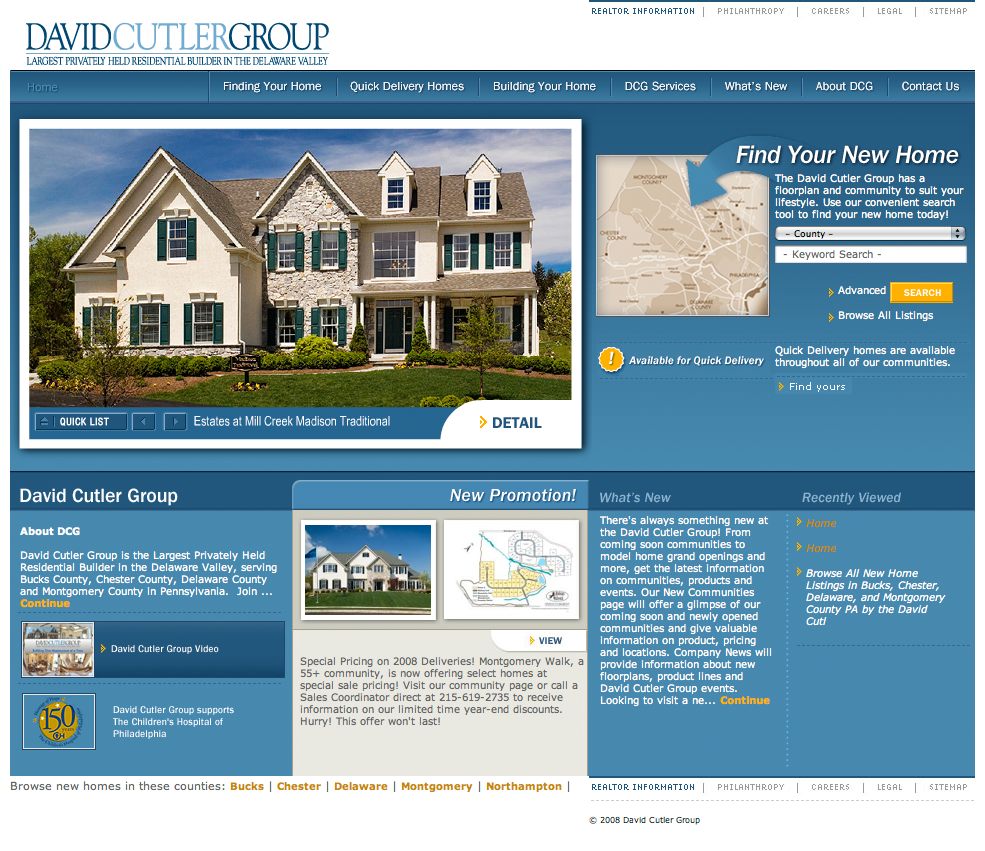 REALTOR INFORMATION | PHILANTHROPY | CAREERS | LEGAL | SITEMAP
DAVIDCUTLERGROUP
LARGEST PRIVATELY HELD RESIDENTIAL BUILDER IN THE DELAWARE VALLEY
Home
Finding Your Home
Quick Delivery Homes
Building Your Home
DCG Services
What's New
About DCG
Contact Us
QUICK LIST
Estates at Mill Creek Madison Traditional
DETAIL
MONTGOMERY
COUNTY
CHESTER
COUNTY
PHILADELPHIA
DELAWARE
COUNTY
Find Your New Home
The David Cutler Group has a
floorplan and community to suit your
lifestyle. Use our convenient search
tool to find your new home today!
- County -
- Keyword Search -
Advanced
SEARCH
Browse All Listings
! Available for Quick Delivery
Quick Delivery homes are available
throughout all of our communities.
Find yours
David Cutler Group
About DCG
David Cutler Group is the Largest Privately Held
Residential Builder in the Delaware Valley, serving
Bucks County, Chester County, Delaware County
and Montgomery County in Pennsylvania.  Join ...
Continue
DAVIDCUTLERGROUP
David Cutler Group Video
150
David Cutler Group supports
The Children's Hospital of
Philadelphia
New Promotion!
VIEW
Special Pricing on 2008 Deliveries! Montgomery Walk, a
55+ community, is now offering select homes at
special sale pricing! Visit our community page or call a
Sales Coordinator direct at 215-619-2735 to receive
information on our limited time year-end discounts.
Hurry! This offer won't last!
What's New
There's always something new at
the David Cutler Group! From
coming soon communities to
model home grand openings and
more, get the latest information
on communities, products and
events. Our New Communities
page will offer a glimpse of our
coming soon and newly opened
communities and give valuable
information on product, pricing
and locations. Company News will
provide information about new
floorplans, product lines and
David Cutler Group events.
Looking to visit a ne... Continue
Recently Viewed
Home
Home
Browse All New Home
Listings in Bucks, Chester,
Delaware, and Montgomery
County PA by the David
Cutl
Browse new homes in these counties: Bucks | Chester | Delaware | Montgomery | Northampton |
REALTOR INFORMATION | PHILANTHROPY | CAREERS | LEGAL | SITEMAP
© 2008 David Cutler Group